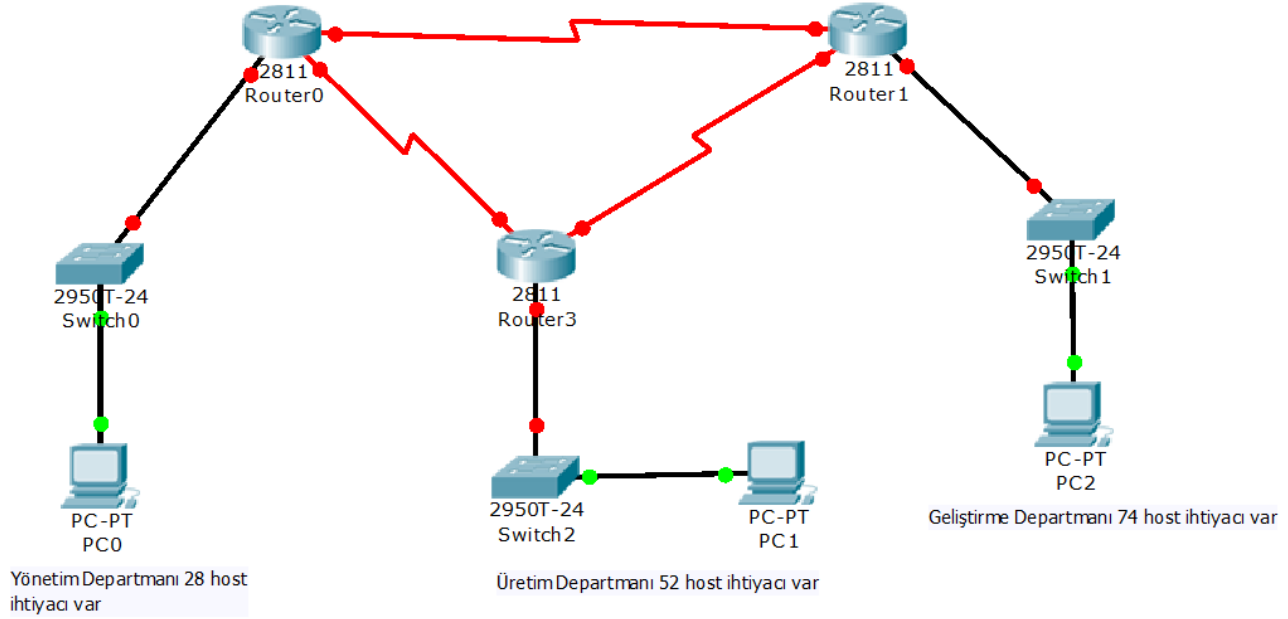 2811
Router0
2811
Router1
2950T-24
Switch0
2811
Router3
2950T-24
Switch1
PC-PT
PC0
2950T-24
Switch2
PC-PT
PC1
PC-PT
PC2
Yönetim Departmanı 28 host
ihtiyacı var
Üretim Departmanı 52 host ihtiyacı var
Geliştirme Departmanı 74 host ihtiyacı var